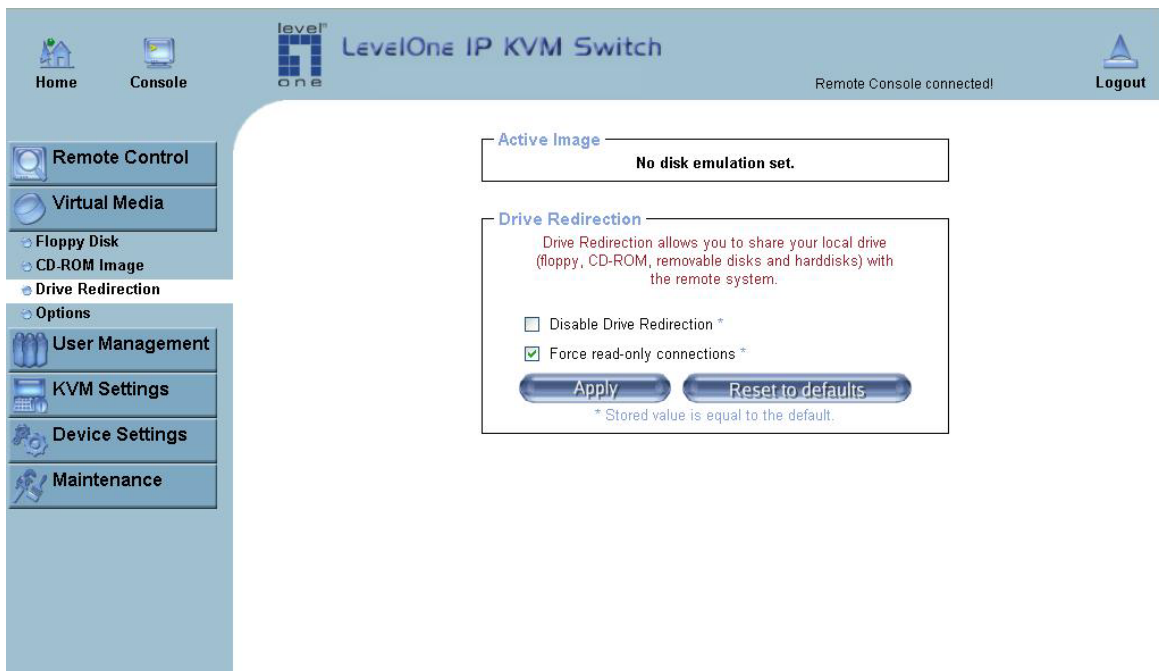 Home
Console
level
one
LevelOne IP KVM Switch
Remote Console connected!
Logout
Remote Control
Virtual Media
Floppy Disk
CD-ROM Image
Drive Redirection
Options
User Management
KVM Settings
Device Settings
Maintenance
Active Image
No disk emulation set.
Drive Redirection
Drive Redirection allows you to share your local drive
(floppy, CD-ROM, removable disks and harddisks) with
the remote system.
Disable Drive Redirection *
Force read-only connections *
Apply
Reset to defaults
* Stored value is equal to the default.